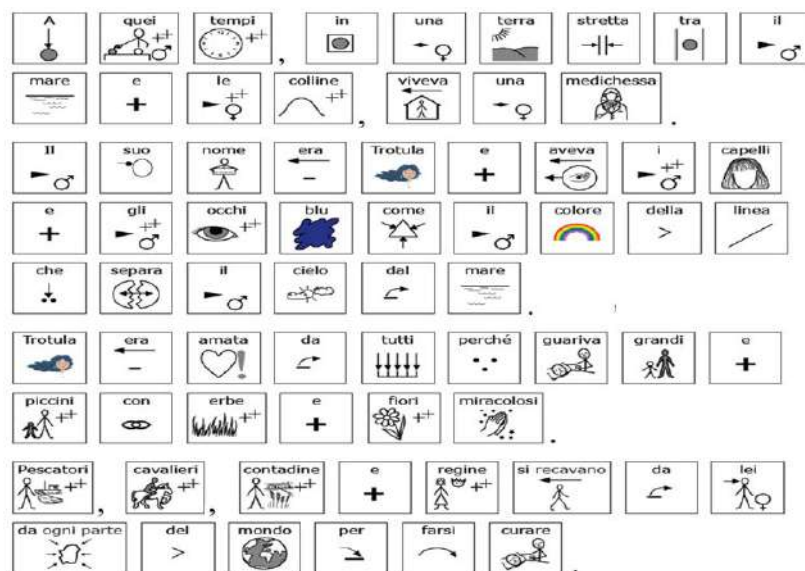 A quei tempi , in una terra stretta tra il
mare e le colline , viveva una medichessa .
Il suo nome era Trotula e aveva i capelli
e gli occhi blu come il colore della linea
che separa il cielo dal mare .
Trotula era amata da tutti perché guariva grandi e
piccini con erbe e fiori miracolosi .
Pescatori , cavalieri , contadine e regine si recavano da lei
da ogni parte del mondo per farsi curare .